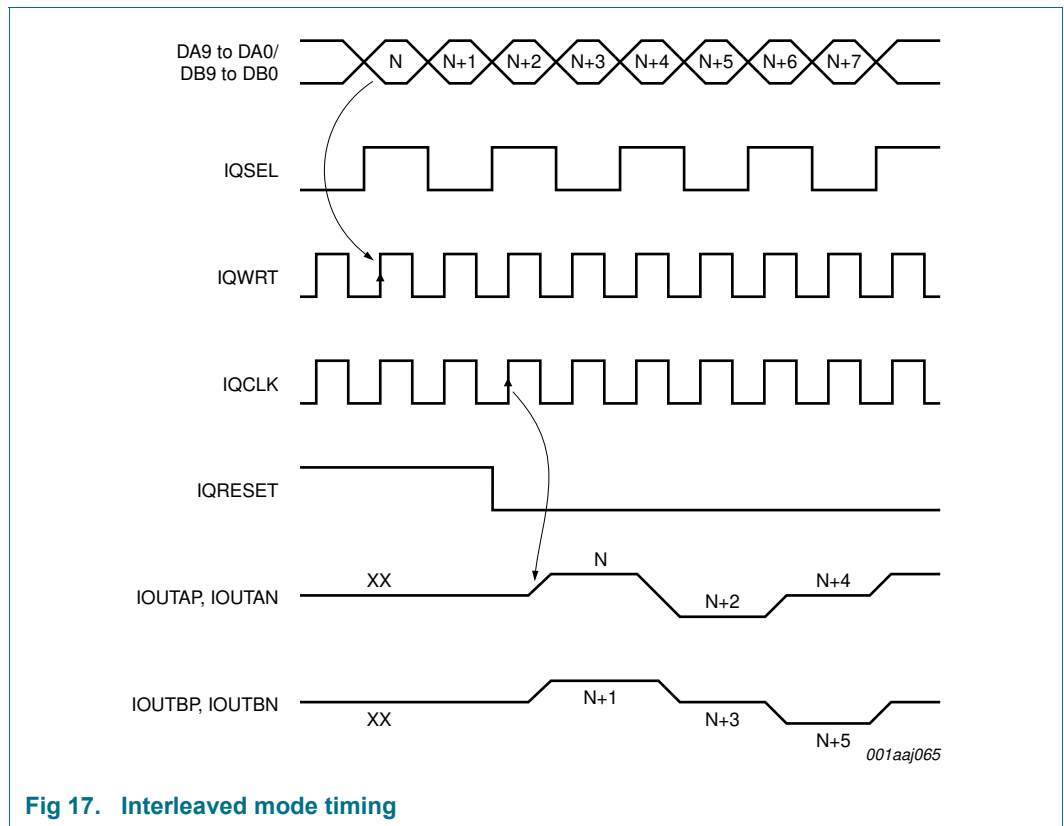 DA9 to DA0/
DB9 to DB0
N N+1 N+2 N+3 N+4 N+5 N+6 N+7
IQSEL
IQWRT
IQCLK
IQRESET
IOUTAP, IOUTAN
XX N N+2 N+4
IOUTBP, IOUTBN
XX N+1 N+3 N+5
001aaj065
Fig 17. Interleaved mode timing